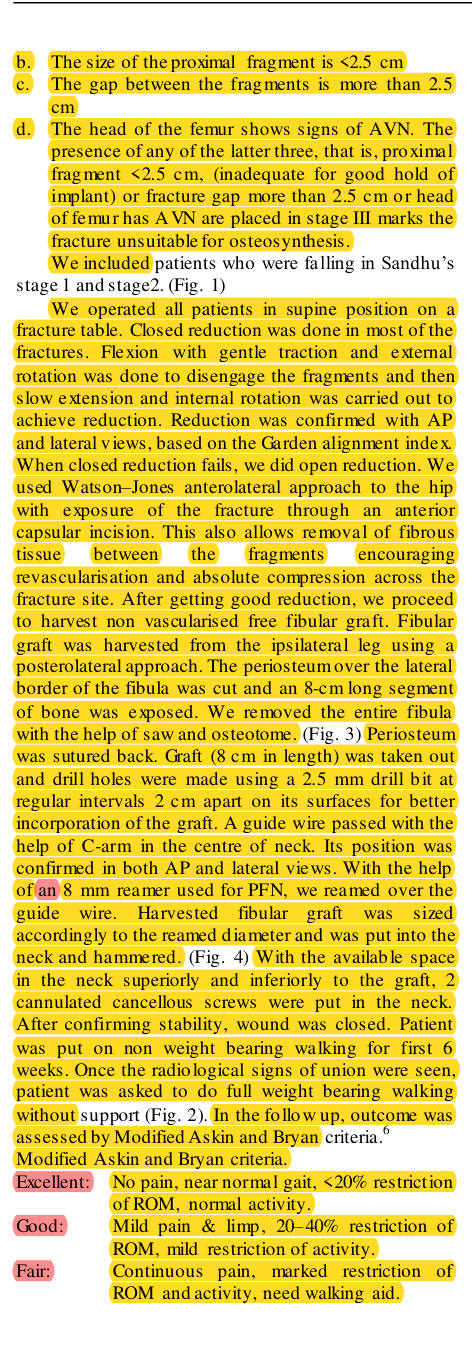 b. The size of the proximal fragment is <2.5 cm
c. The gap between the fragments is more than 2.5
cm
d. The head of the femur shows signs of AVN. The
presence of any of the latter three, that is, proximal
fragment <2.5 cm, (inadequate for good hold of
implant) or fracture gap more than 2.5 cm or head
of femur has AVN are placed in stage III marks the
fracture unsuitable for osteosynthesis.
We included patients who were falling in Sandhu's
stage 1 and stage2. (Fig. 1)
We operated all patients in supine position on a
fracture table. Closed reduction was done in most of the
fractures. Flexion with gentle traction and external
rotation was done to disengage the fragments and then
slow extension and internal rotation was carried out to
achieve reduction. Reduction was confirmed with AP
and lateral views, based on the Garden alignment index.
When closed reduction fails, we did open reduction. We
used Watson–Jones anterolateral approach to the hip
with exposure of the fracture through an anterior
capsular incision. This also allows removal of fibrous
tissue between the fragments encouraging
revascularisation and absolute compression across the
fracture site. After getting good reduction, we proceed
to harvest non vascularised free fibular graft. Fibular
graft was harvested from the ipsilateral leg using a
posterolateral approach. The periosteum over the lateral
border of the fibula was cut and an 8-cm long segment
of bone was exposed. We removed the entire fibula
with the help of saw and osteotome. (Fig. 3) Periosteum
was sutured back. Graft (8 cm in length) was taken out
and drill holes were made using a 2.5 mm drill bit at
regular intervals 2 cm apart on its surfaces for better
incorporation of the graft. A guide wire passed with the
help of C-arm in the centre of neck. Its position was
confirmed in both AP and lateral views. With the help
of an 8 mm reamer used for PFN, we reamed over the
guide wire. Harvested fibular graft was sized
accordingly to the reamed diameter and was put into the
neck and hammered. (Fig. 4) With the available space
in the neck superiorly and inferiorly to the graft, 2
cannulated cancellous screws were put in the neck.
After confirming stability, wound was closed. Patient
was put on non weight bearing walking for first 6
weeks. Once the radiological signs of union were seen,
patient was asked to do full weight bearing walking
without support (Fig. 2). In the follow up, outcome was
assessed by Modified Askin and Bryan criteria.6
Modified Askin and Bryan criteria.
Excellent: No pain, near normal gait, <20% restriction
of ROM, normal activity.
Good: Mild pain & limp, 20–40% restriction of
ROM, mild restriction of activity.
Fair: Continuous pain, marked restriction of
ROM and activity, need walking aid.